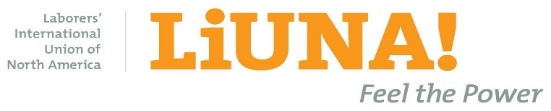 Laborers'
International
Union of
North America
LiUNA!
Feel the Power